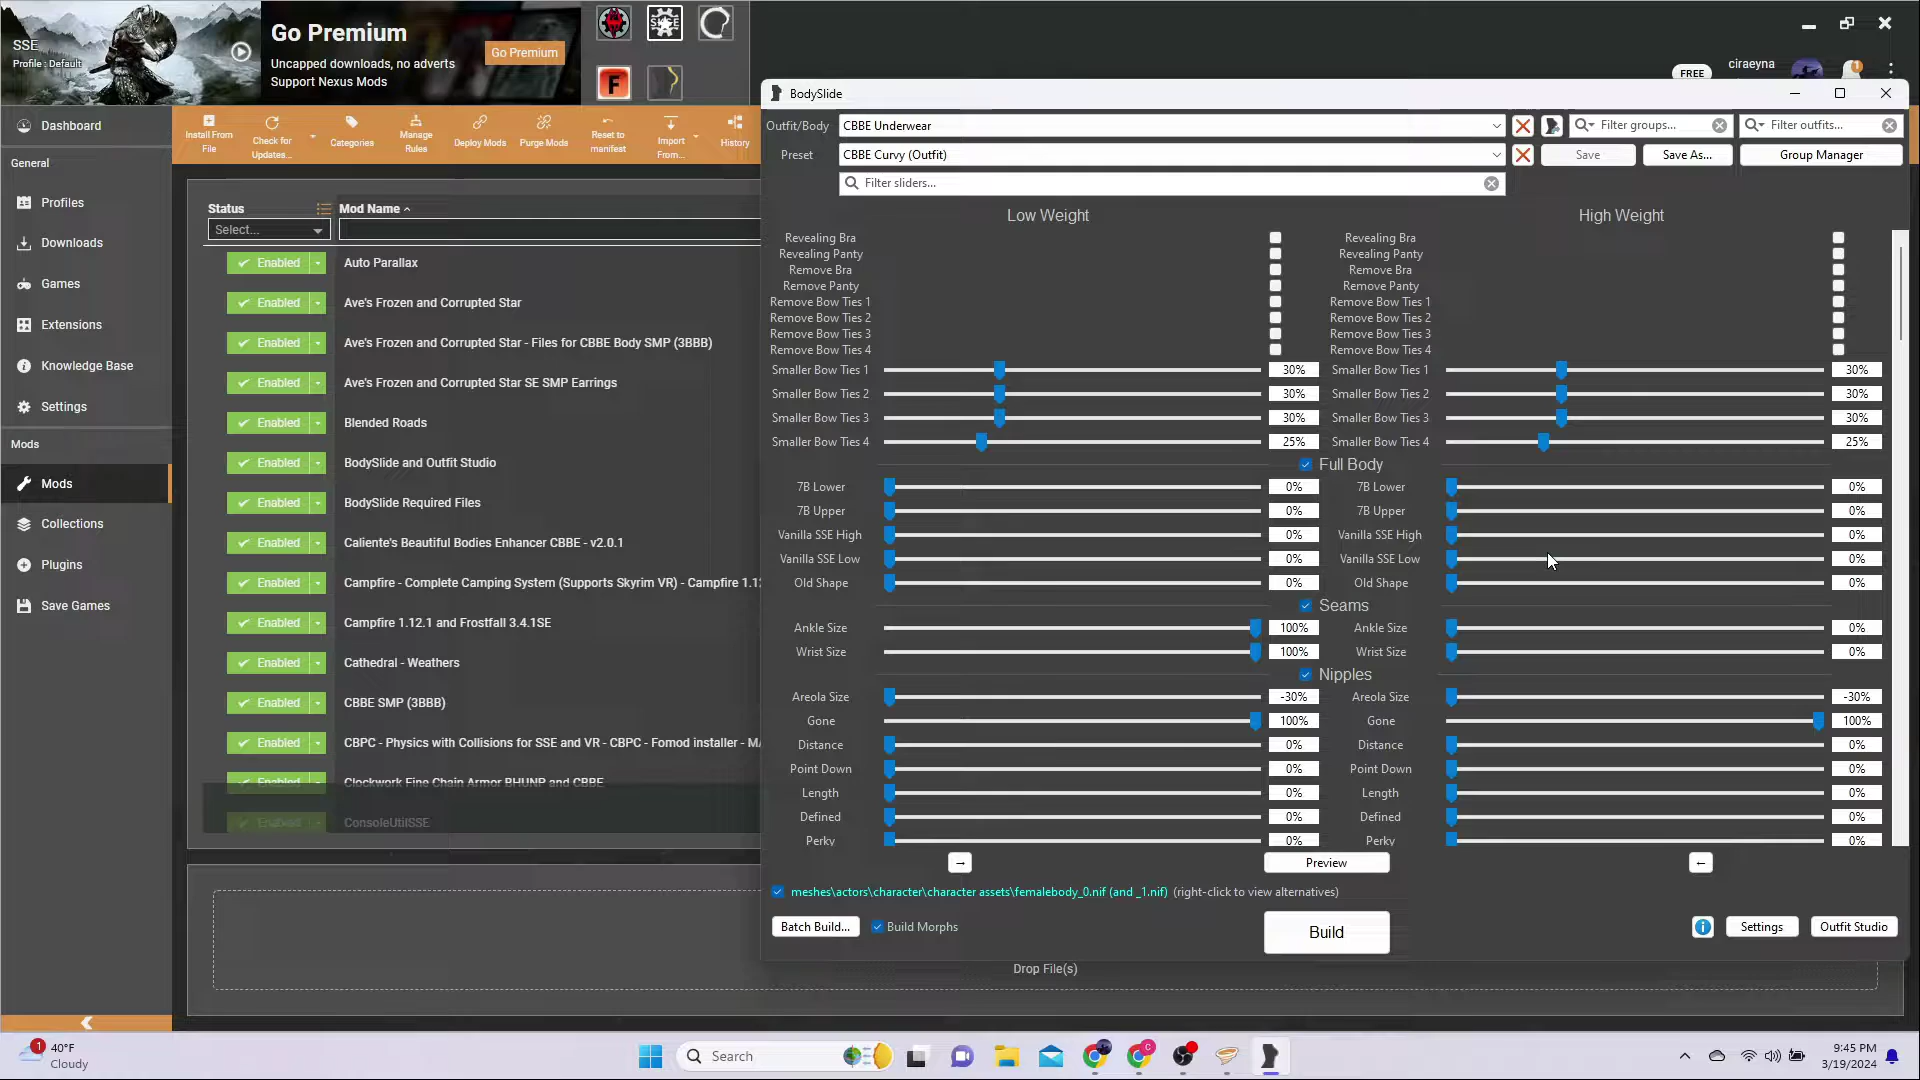 SSE
Profile : Default
Go Premium
Uncapped downloads, no adverts
Support Nexus Mods
Go Premium
F
FREE
ciraeyna
1
Dashboard
General
Profiles
Downloads
Games
Extensions
Knowledge Base
Settings
Mods
Mods
Collections
Plugins
Save Games
Install From File
Check for Updates...
Categories
Manage Rules
Deploy Mods
Purge Mods
Reset to manifest
Import From...
History
Status
Mod Name
Select...
Enabled Auto Parallax
Enabled Ave's Frozen and Corrupted Star
Enabled Ave's Frozen and Corrupted Star - Files for CBBE Body SMP (3BBB)
Enabled Ave's Frozen and Corrupted Star SE SMP Earrings
Enabled Blended Roads
Enabled BodySlide and Outfit Studio
Enabled BodySlide Required Files
Enabled Caliente's Beautiful Bodies Enhancer CBBE - v2.0.1
Enabled Campfire - Complete Camping System (Supports Skyrim VR) - Campfire 1.12
Enabled Campfire 1.12.1 and Frostfall 3.4.1SE
Enabled Cathedral - Weathers
Enabled CBBE SMP (3BBB)
Enabled CBPC - Physics with Collisions for SSE and VR - CBPC - Fomod installer -
Enabled Clockwork Fine Chain Armor BHUNP and CBBE
Enabled ConsoleUtilSSE
Drop File(s)
BodySlide
Outfit/Body CBBE Underwear Filter groups... Filter outfits...
Preset CBBE Curvy (Outfit) Save Save As... Group Manager
Filter sliders...
Low Weight High Weight
Revealing Bra Revealing Bra
Revealing Panty Revealing Panty
Remove Bra Remove Bra
Remove Panty Remove Panty
Remove Bow Ties 1 Remove Bow Ties 1
Remove Bow Ties 2 Remove Bow Ties 2
Remove Bow Ties 3 Remove Bow Ties 3
Remove Bow Ties 4 Remove Bow Ties 4
Smaller Bow Ties 1 30% Smaller Bow Ties 1 30%
Smaller Bow Ties 2 30% Smaller Bow Ties 2 30%
Smaller Bow Ties 3 30% Smaller Bow Ties 3 30%
Smaller Bow Ties 4 25% Smaller Bow Ties 4 25%
Full Body
7B Lower 0% 7B Lower 0%
7B Upper 0% 7B Upper 0%
Vanilla SSE High 0% Vanilla SSE High 0%
Vanilla SSE Low 0% Vanilla SSE Low 0%
Old Shape 0% Old Shape 0%
Seams
Ankle Size 100% Ankle Size 0%
Wrist Size 100% Wrist Size 0%
Nipples
Areola Size -30% Areola Size -30%
Gone 100% Gone 100%
Distance 0% Distance 0%
Point Down 0% Point Down 0%
Length 0% Length 0%
Defined 0% Defined 0%
Perky 0% Perky 0%
→ Preview ←
meshes\actors\character\character assets\femalebody_0.nif (and _1.nif) (right-click to view alternatives)
Batch Build... Build Morphs Build Settings Outfit Studio
1
40°F
Cloudy
Search
9:45 PM
3/19/2024